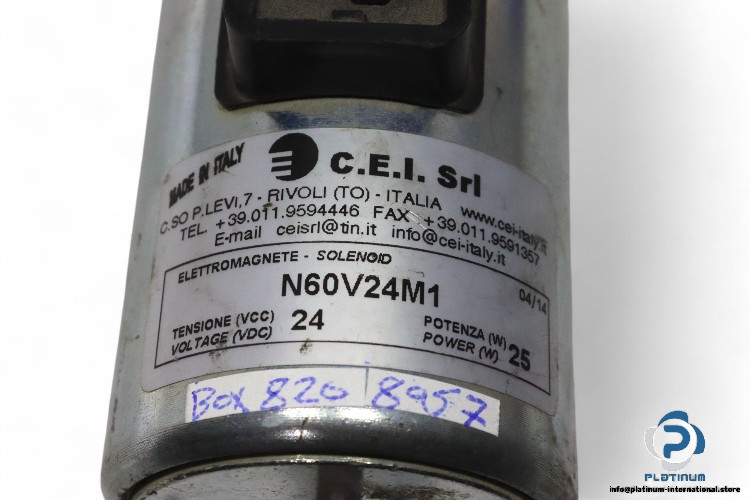 MADE IN ITALY
C.E.I. Srl
C.SO P.LEVI,7 - RIVOLI (TO) - ITALIA www.cei-italy.it
TEL. +39.011.9594446 FAX +39.011.9591357
E-mail ceisrl@tin.it info@cei-italy.it
ELETTROMAGNETE - SOLENOID
N60V24M1
04/14
TENSIONE (VCC)
VOLTAGE (VDC) 24
POTENZA (W)
POWER (W) 25
Box 820 8957
PLATINUM
info@platinum-international.store